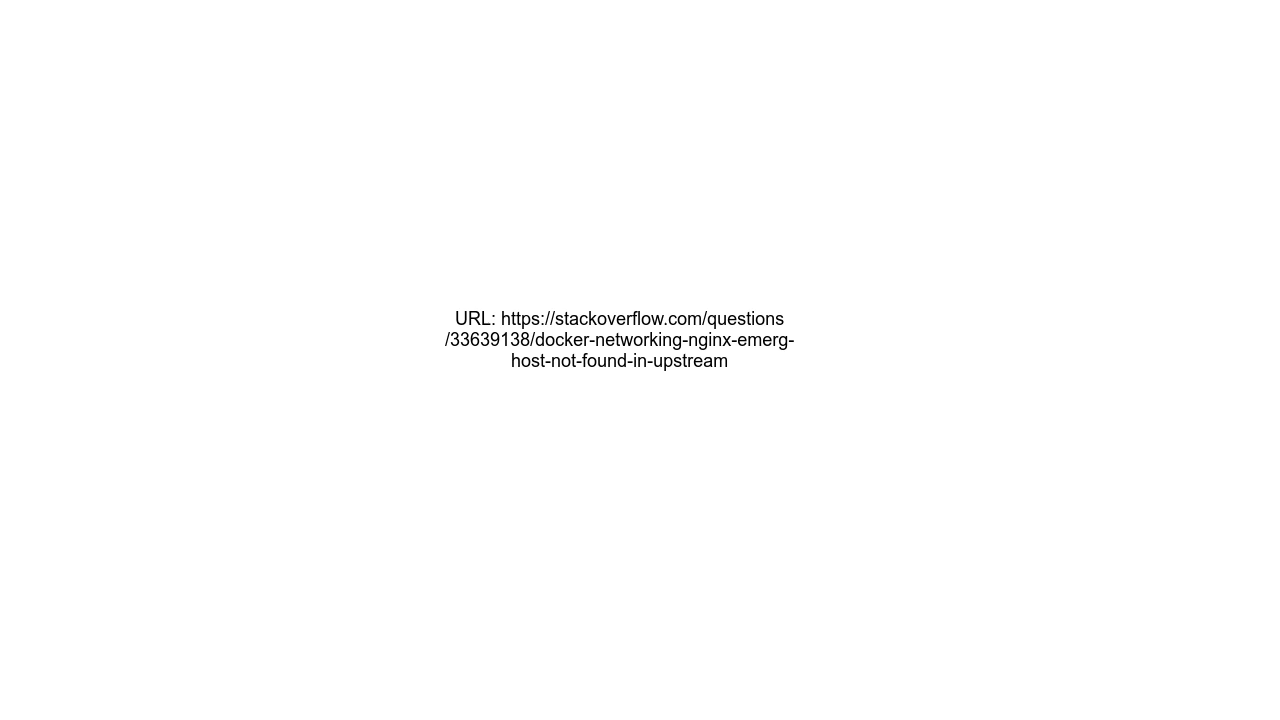 URL: https://stackoverflow.com/questions
/33639138/docker-networking-nginx-emerg-
host-not-found-in-upstream